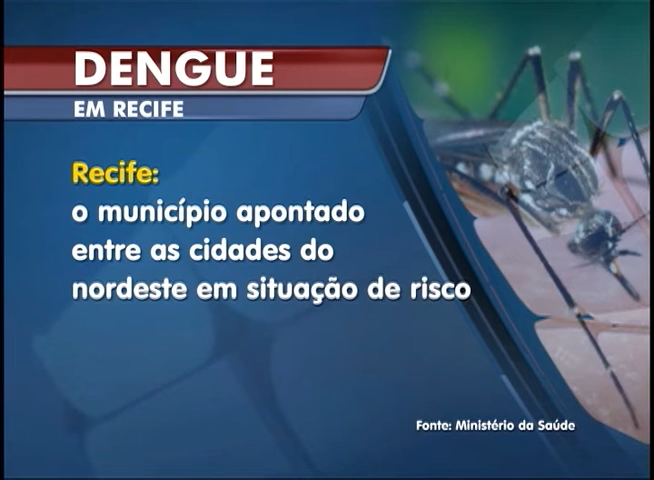 DENGUE
EM RECIFE
Recife:
o município apontado
entre as cidades do
nordeste em situação de risco
Fonte: Ministério da Saúde